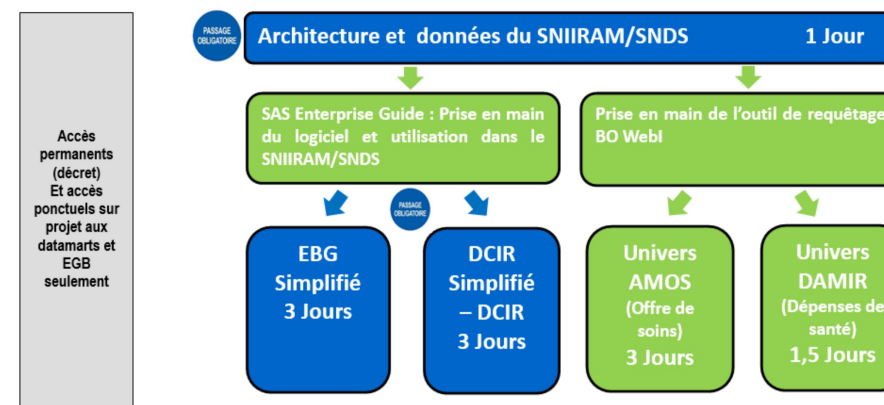 PASSAGE
OBLIGATOIRE
Architecture et données du SNIIRAM/SNDS 1 Jour
Accès
permanents
(décret)
Et accès
ponctuels sur
projet aux
datamarts et
EGB
seulement
SAS Enterprise Guide : Prise en main
du logiciel et utilisation dans le
SNIIRAM/SNDS
Prise en main de l'outil de requêtage
BO WebI
PASSAGE
OBLIGATOIRE
EBG
Simplifié
3 Jours
DCIR
Simplifié
– DCIR
3 Jours
Univers
AMOS
(Offre de
soins)
3 Jours
Univers
DAMIR
(Dépenses de
santé)
1,5 Jours